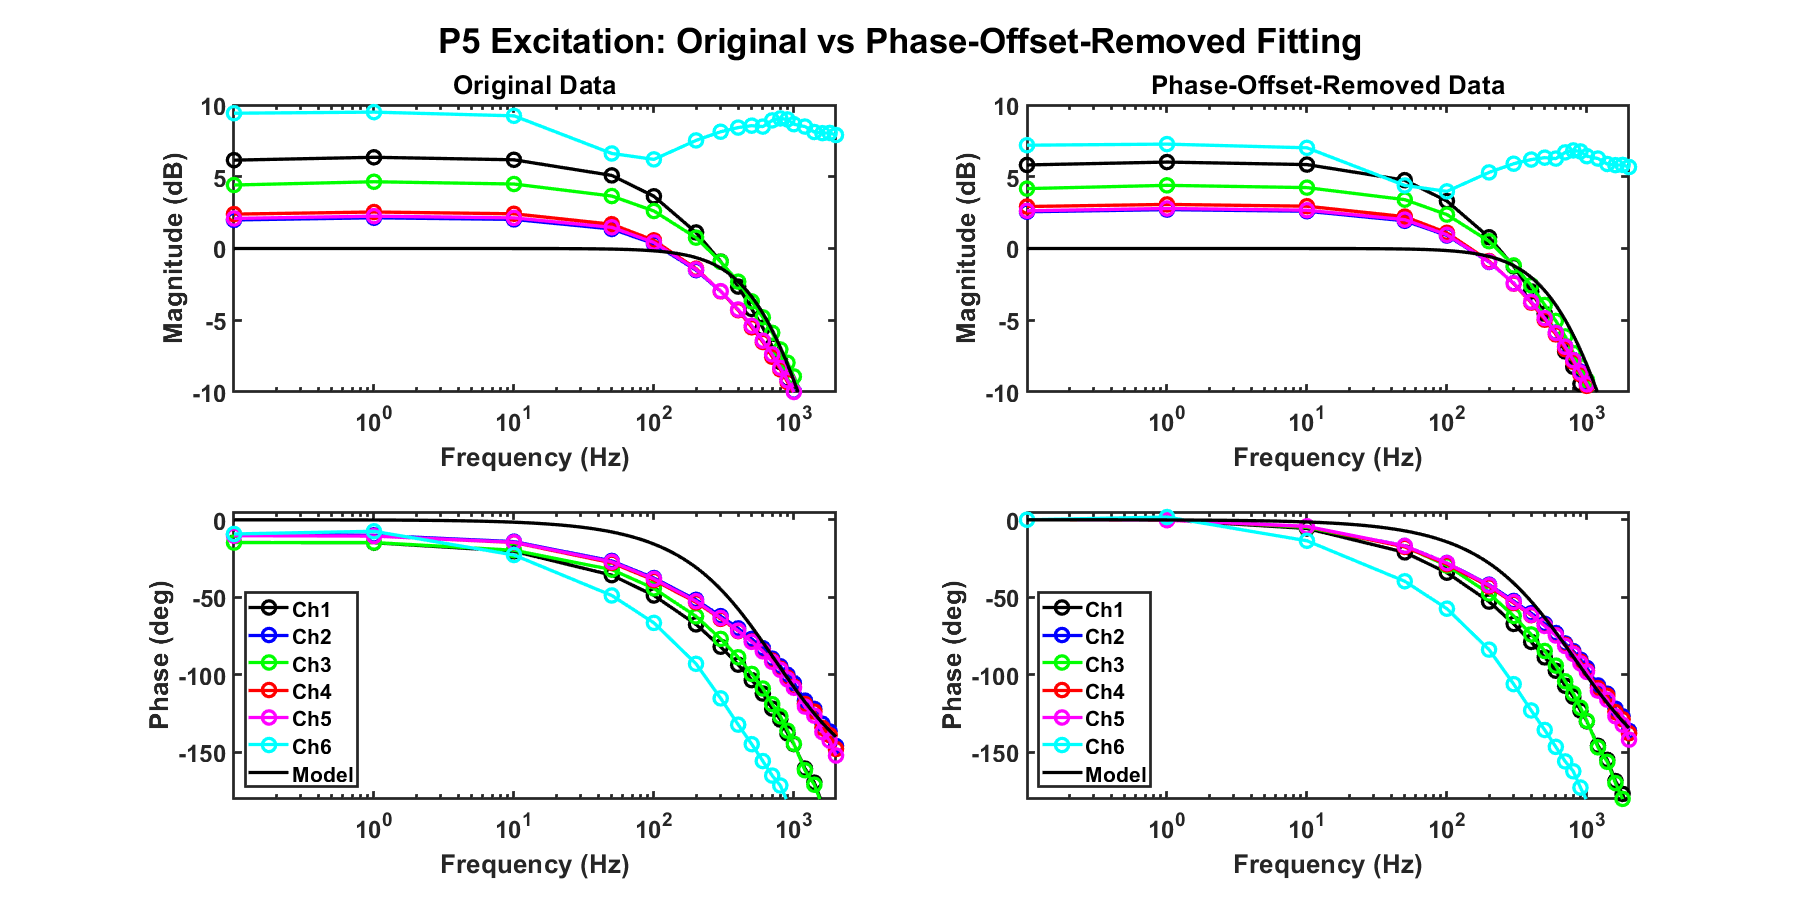 P5 Excitation: Original vs Phase-Offset-Removed Fitting
Original Data
10
5
0
-5
-10
Magnitude (dB)
10^0
10^1
10^2
10^3
Frequency (Hz)
Phase-Offset-Removed Data
10
5
0
-5
-10
Magnitude (dB)
10^0
10^1
10^2
10^3
Frequency (Hz)
0
-50
-100
-150
Phase (deg)
Ch1
Ch2
Ch3
Ch4
Ch5
Ch6
Model
10^0
10^1
10^2
10^3
Frequency (Hz)
0
-50
-100
-150
Phase (deg)
Ch1
Ch2
Ch3
Ch4
Ch5
Ch6
Model
10^0
10^1
10^2
10^3
Frequency (Hz)